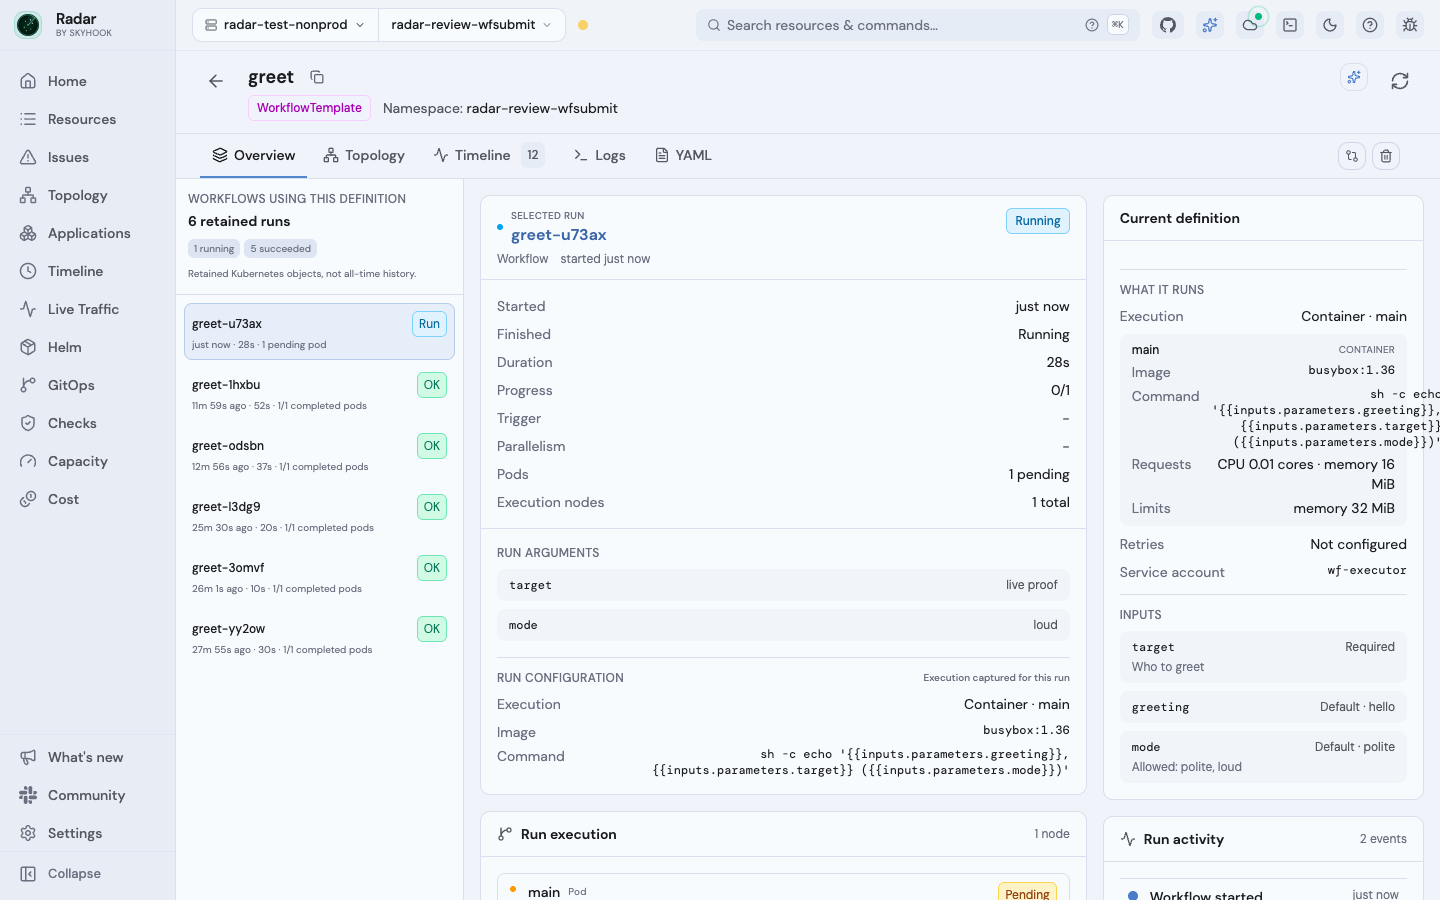 Radar
BY SKYHOOK
radar-test-nonprod
radar-review-wfsubmit
Search resources & commands...
⌘K
Home
Resources
Issues
Topology
Applications
Timeline
Live Traffic
Helm
GitOps
Checks
Capacity
Cost
What's new
Community
Settings
Collapse
greet
WorkflowTemplate
Namespace: radar-review-wfsubmit
Overview
Topology
Timeline 12
Logs
YAML
WORKFLOWS USING THIS DEFINITION
6 retained runs
1 running
5 succeeded
Retained Kubernetes objects, not all-time history.
greet-u73ax
Run
just now · 28s · 1 pending pod
greet-1hxbu
OK
11m 59s ago · 52s · 1/1 completed pods
greet-odsbn
OK
12m 56s ago · 37s · 1/1 completed pods
greet-l3dg9
OK
25m 30s ago · 20s · 1/1 completed pods
greet-3omvf
OK
26m 1s ago · 10s · 1/1 completed pods
greet-yy2ow
OK
27m 55s ago · 30s · 1/1 completed pods
SELECTED RUN
greet-u73ax
Running
Workflow started just now
Started just now
Finished Running
Duration 28s
Progress 0/1
Trigger -
Parallelism -
Pods 1 pending
Execution nodes 1 total
RUN ARGUMENTS
target live proof
mode loud
RUN CONFIGURATION Execution captured for this run
Execution Container · main
Image busybox:1.36
Command sh -c echo '{{inputs.parameters.greeting}},
{{inputs.parameters.target}} ({{inputs.parameters.mode}})'
Run execution 1 node
main Pod Pending
Current definition
WHAT IT RUNS
Execution Container · main
main CONTAINER
Image busybox:1.36
Command sh -c echo
'{{inputs.parameters.greeting}},
{{inputs.parameters.target}}
({{inputs.parameters.mode}})'
Requests CPU 0.01 cores · memory 16
MiB
Limits memory 32 MiB
Retries Not configured
Service account wf-executor
INPUTS
target Required
Who to greet
greeting Default · hello
mode Default · polite
Allowed: polite, loud
Run activity 2 events
Workflow started just now